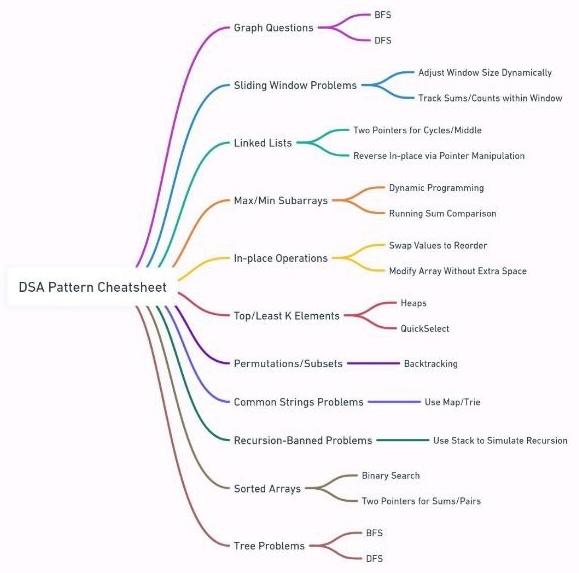 DSA Pattern Cheatsheet
Graph Questions
BFS
DFS
Sliding Window Problems
Adjust Window Size Dynamically
Track Sums/Counts within Window
Linked Lists
Two Pointers for Cycles/Middle
Reverse In-place via Pointer Manipulation
Max/Min Subarrays
Dynamic Programming
Running Sum Comparison
In-place Operations
Swap Values to Reorder
Modify Array Without Extra Space
Top/Least K Elements
Heaps
QuickSelect
Permutations/Subsets
Backtracking
Common Strings Problems
Use Map/Trie
Recursion-Banned Problems
Use Stack to Simulate Recursion
Sorted Arrays
Binary Search
Two Pointers for Sums/Pairs
Tree Problems
BFS
DFS